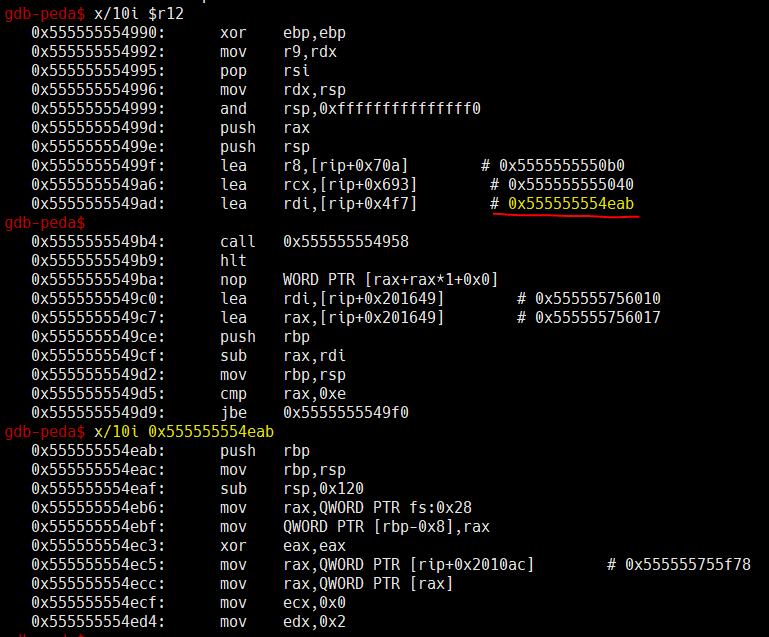 gdb-peda$ x/10i $r12
   0x555555554990:      xor    ebp,ebp
   0x555555554992:      mov    r9,rdx
   0x555555554995:      pop    rsi
   0x555555554996:      mov    rdx,rsp
   0x555555554999:      and    rsp,0xfffffffffffffff0
   0x55555555499d:      push   rax
   0x55555555499e:      push   rsp
   0x55555555499f:      lea    r8,[rip+0x70a]        # 0x5555555550b0
   0x5555555549a6:      lea    rcx,[rip+0x693]        # 0x555555555040
   0x5555555549ad:      lea    rdi,[rip+0x4f7]        # 0x555555554eab
gdb-peda$
   0x5555555549b4:      call   0x555555554958
   0x5555555549b9:      hlt
   0x5555555549ba:      nop    WORD PTR [rax+rax*1+0x0]
   0x5555555549c0:      lea    rdi,[rip+0x201649]        # 0x555555756010
   0x5555555549c7:      lea    rax,[rip+0x201649]        # 0x555555756017
   0x5555555549ce:      push   rbp
   0x5555555549cf:      sub    rax,rdi
   0x5555555549d2:      mov    rbp,rsp
   0x5555555549d5:      cmp    rax,0xe
   0x5555555549d9:      jbe    0x5555555549f0
gdb-peda$ x/10i 0x555555554eab
   0x555555554eab:      push   rbp
   0x555555554eac:      mov    rbp,rsp
   0x555555554eaf:      sub    rsp,0x120
   0x555555554eb6:      mov    rax,QWORD PTR fs:0x28
   0x555555554ebf:      mov    QWORD PTR [rbp-0x8],rax
   0x555555554ec3:      xor    eax,eax
   0x555555554ec5:      mov    rax,QWORD PTR [rip+0x2010ac]        # 0x555555755f78
   0x555555554ecc:      mov    rax,QWORD PTR [rax]
   0x555555554ecf:      mov    ecx,0x0
   0x555555554ed4:      mov    edx,0x2